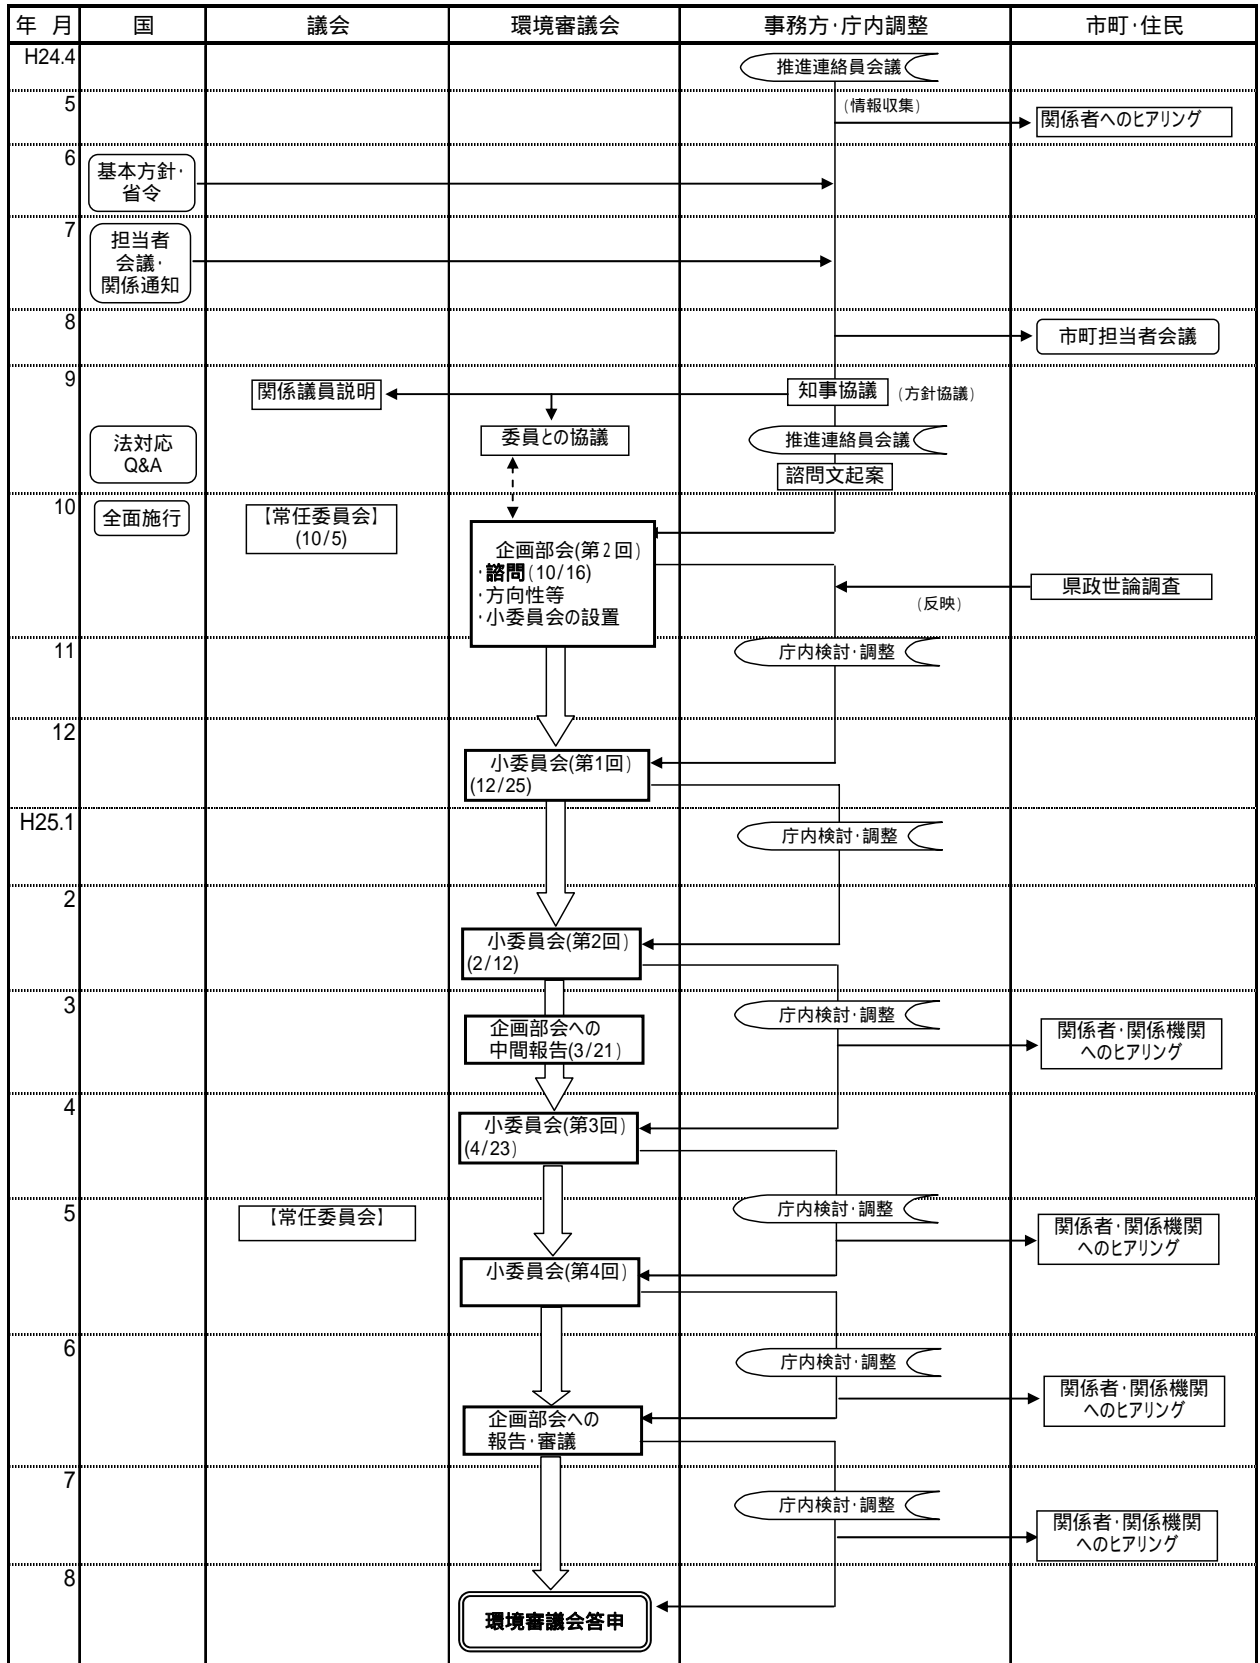 年 月 国 議会 環境審議会 事務方・庁内調整 市町・住民
H24.4
推進連絡員会議
5
(情報収集)
関係者へのヒアリング
6
基本方針・
省令
7
担当者
会議・
関係通知
8
市町担当者会議
9
関係議員説明
知事協議 (方針協議)
法対応
Q&A
委員との協議
推進連絡員会議
諮問文起案
10
全面施行
【常任委員会】
(10/5)
企画部会(第2回)
・諮問(10/16)
・方向性等
・小委員会の設置
県政世論調査
(反映)
11
庁内検討・調整
12
小委員会(第1回)
(12/25)
H25.1
庁内検討・調整
2
小委員会(第2回)
(2/12)
3
企画部会への
中間報告(3/21)
庁内検討・調整
関係者・関係機関
へのヒアリング
4
小委員会(第3回)
(4/23)
5
【常任委員会】
庁内検討・調整
関係者・関係機関
へのヒアリング
小委員会(第4回)
6
庁内検討・調整
関係者・関係機関
へのヒアリング
企画部会への
報告・審議
7
庁内検討・調整
関係者・関係機関
へのヒアリング
8
環境審議会答申